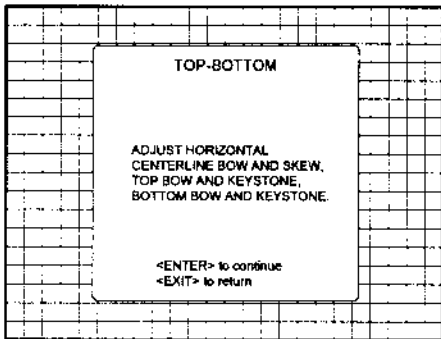 TOP-BOTTOM
ADJUST HORIZONTAL
CENTERLINE BOW AND SKEW,
TOP BOW AND KEYSTONE,
BOTTOM BOW AND KEYSTONE.
<ENTER> to continue
<EXIT> to return